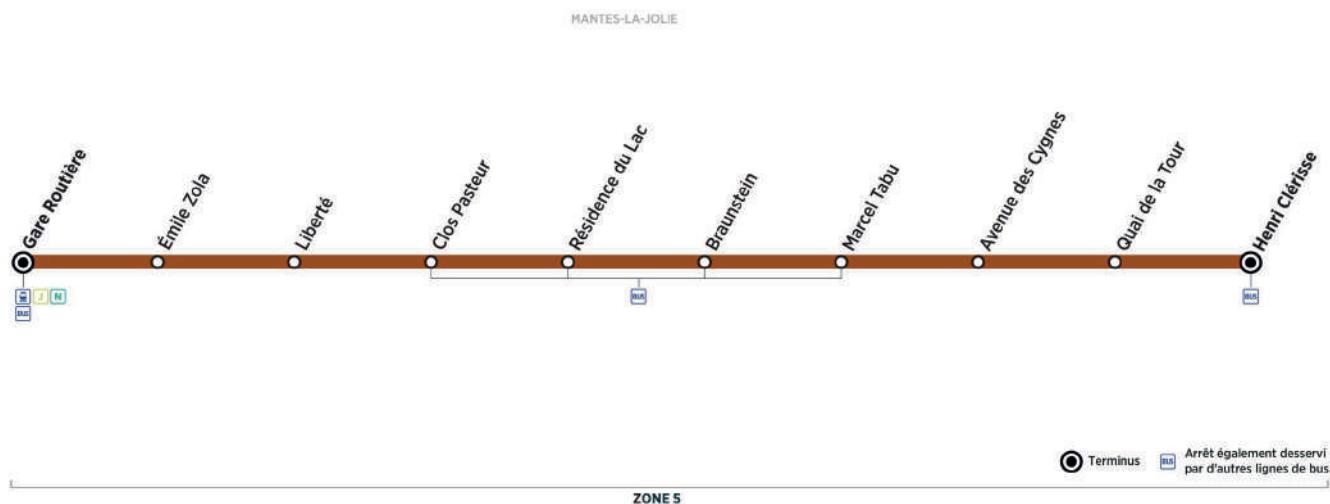 MANTES-LA-JOLIE
Gare Routière
Émile Zola
Liberté
Clos Pasteur
Résidence du Lac
Braunstein
Marcel Tabu
Avenue des Cygnes
Quai de la Tour
Henri Clérisse
J N
BUS
BUS
BUS
Terminus
BUS
Arrêt également desservi
par d'autres lignes de bus
ZONE 5